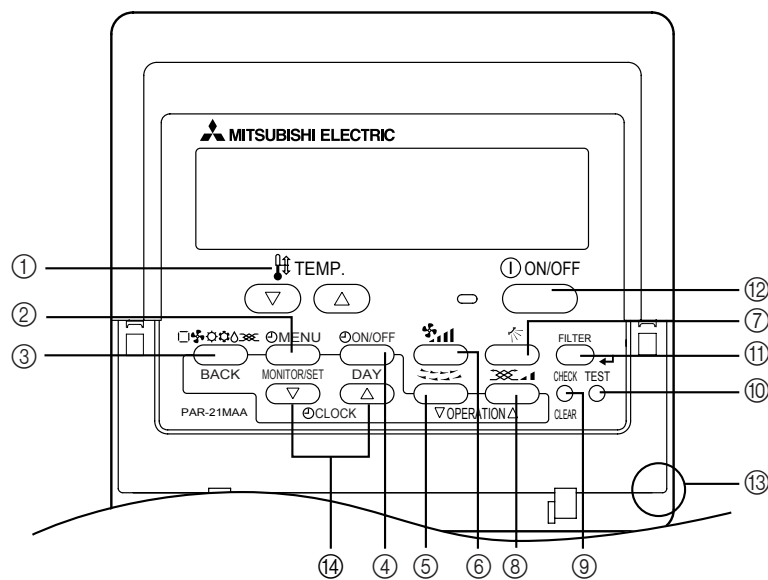 MITSUBISHI ELECTRIC
① TEMP. ON/OFF
② ⑫
⑦
MENU ON/OFF FILTER
③ ⑪
BACK MONITOR/SET DAY CHECK TEST
⑩
PAR-21MAA CLOCK ▽OPERATION△ CLEAR
⑬
⑭ ④ ⑤ ⑥ ⑧ ⑨